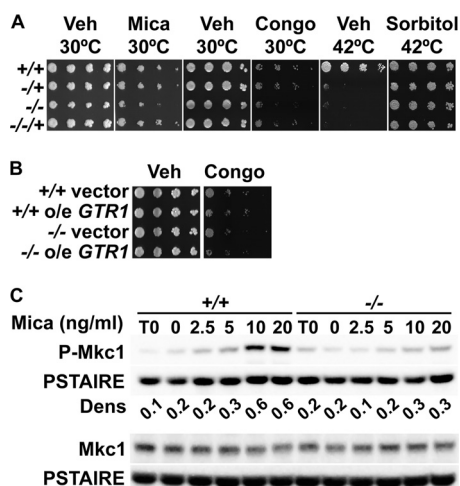 A
Veh Mica Veh Congo Veh Sorbitol
30ºC 30ºC 30ºC 30ºC 42ºC 42ºC
+/+
-/+
-/-
-/-/+
B
Veh Congo
+/+ vector
+/+ o/e GTR1
-/- vector
-/- o/e GTR1
C
+/+ -/-
Mica (ng/ml) T0 0 2.5 5 10 20 T0 0 2.5 5 10 20
P-Mkc1
PSTAIRE
Dens 0.1 0.2 0.2 0.3 0.6 0.6 0.2 0.2 0.1 0.2 0.3 0.3
Mkc1
PSTAIRE